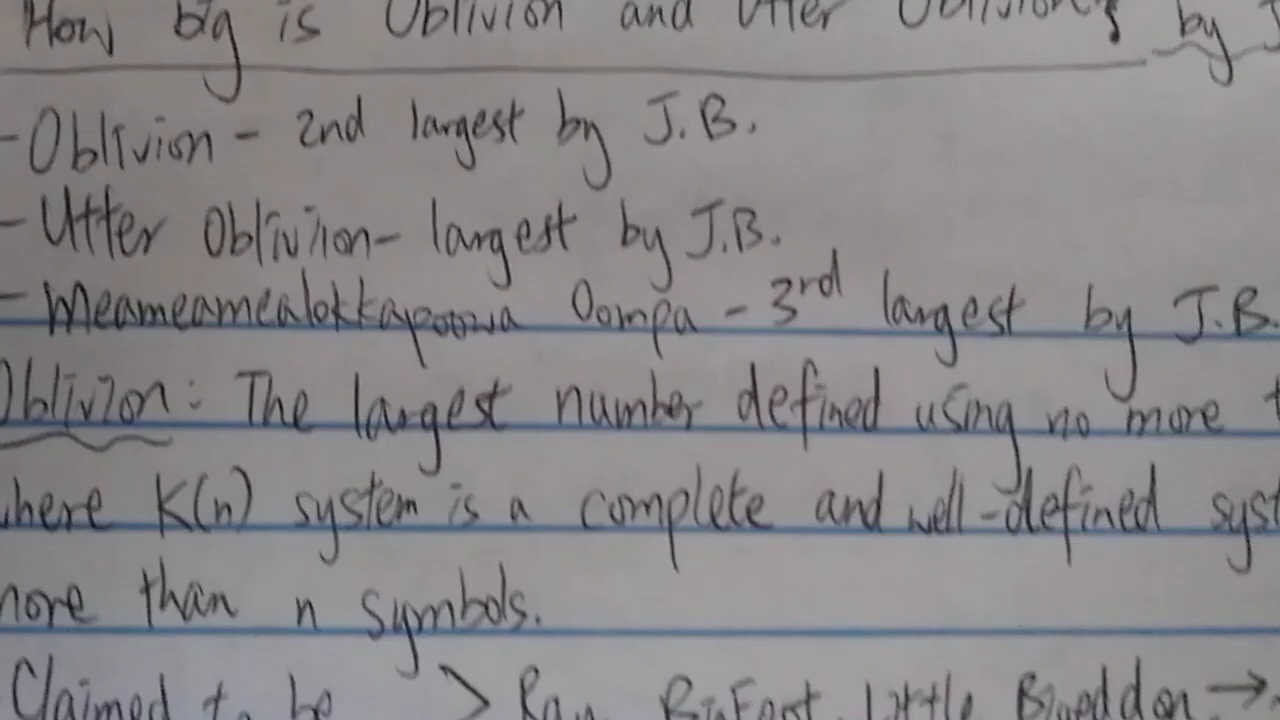 How big is Oblivion and Utter Oblivion? by J
- Oblivion - 2nd largest by J.B.
- Utter Oblivion - largest by J.B.
- Meameamealokkapoowa Oompa - 3rd largest by J.B.
Oblivion: The largest number defined using no more t
where K(n) system is a complete and well-defined syst
more than n symbols.
Claimed to be > Ray, BigFoot, Little Bigeddon →